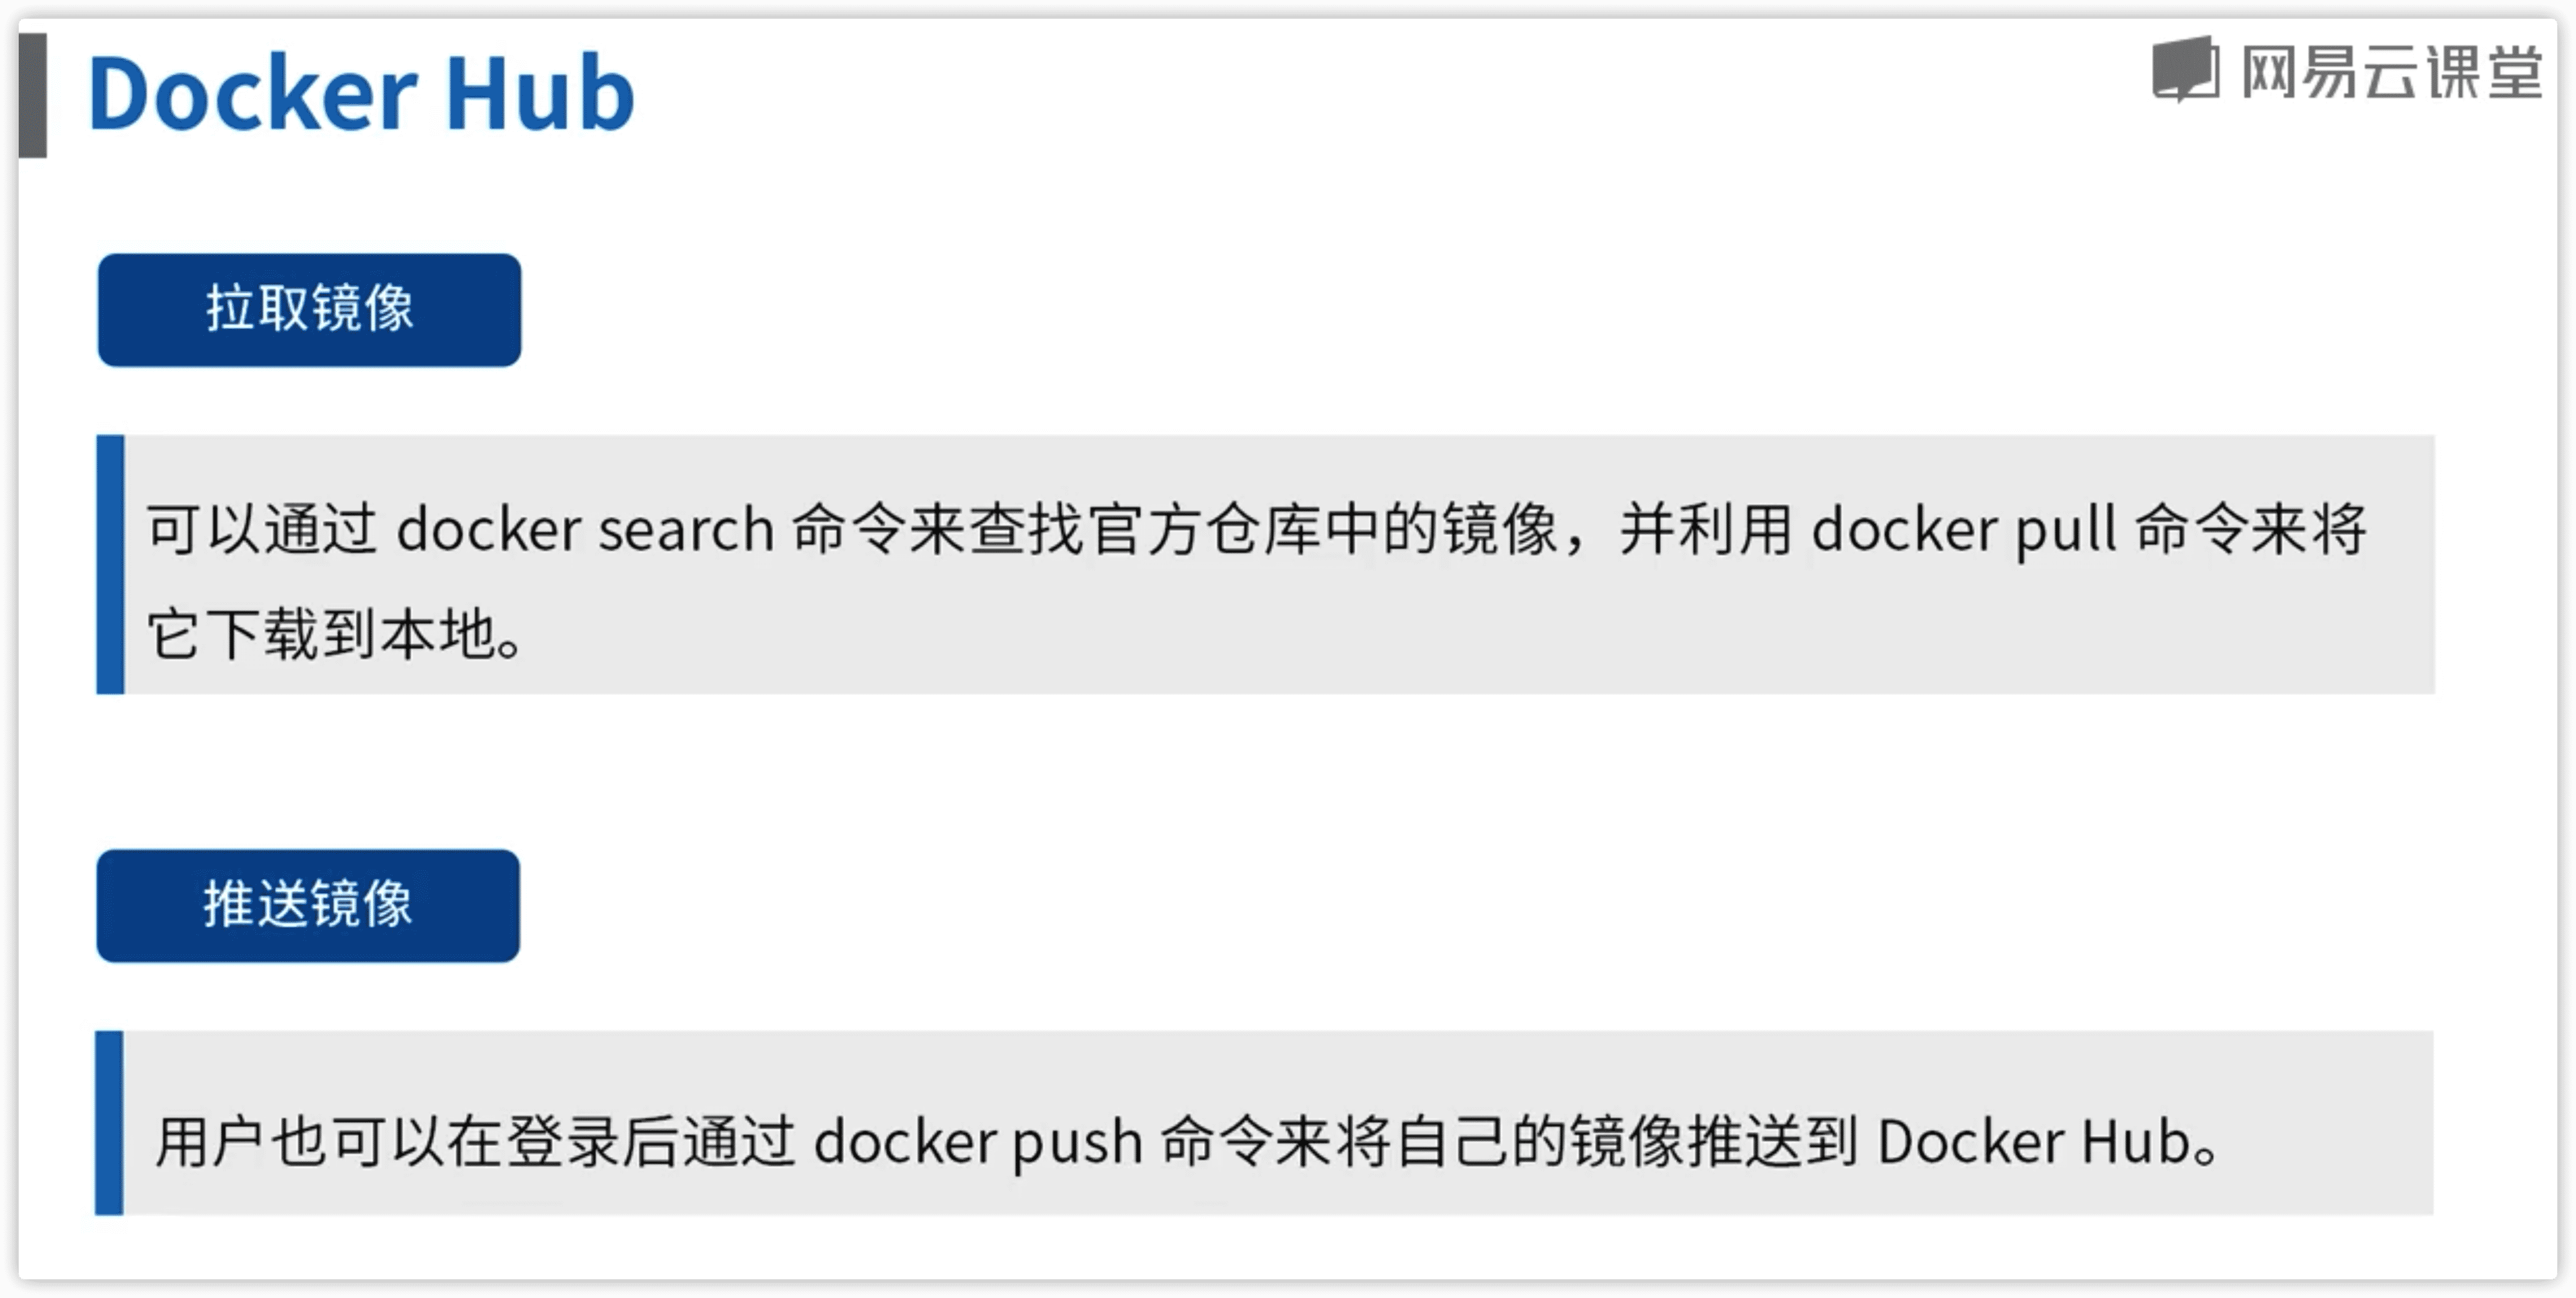 Docker Hub
网易云课堂
拉取镜像
可以通过 docker search 命令来查找官方仓库中的镜像，并利用 docker pull 命令来将
它下载到本地。
推送镜像
用户也可以在登录后通过 docker push 命令来将自己的镜像推送到 Docker Hub。